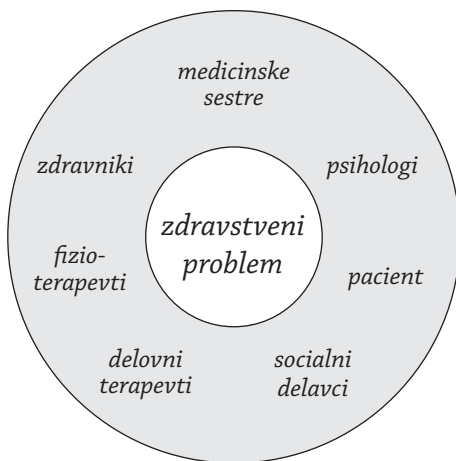 medicinske
sestre
zdravniki
psihologi
zdravstveni
problem
fizio-
terapevti
pacient
delovni
terapevti
socialni
delavci